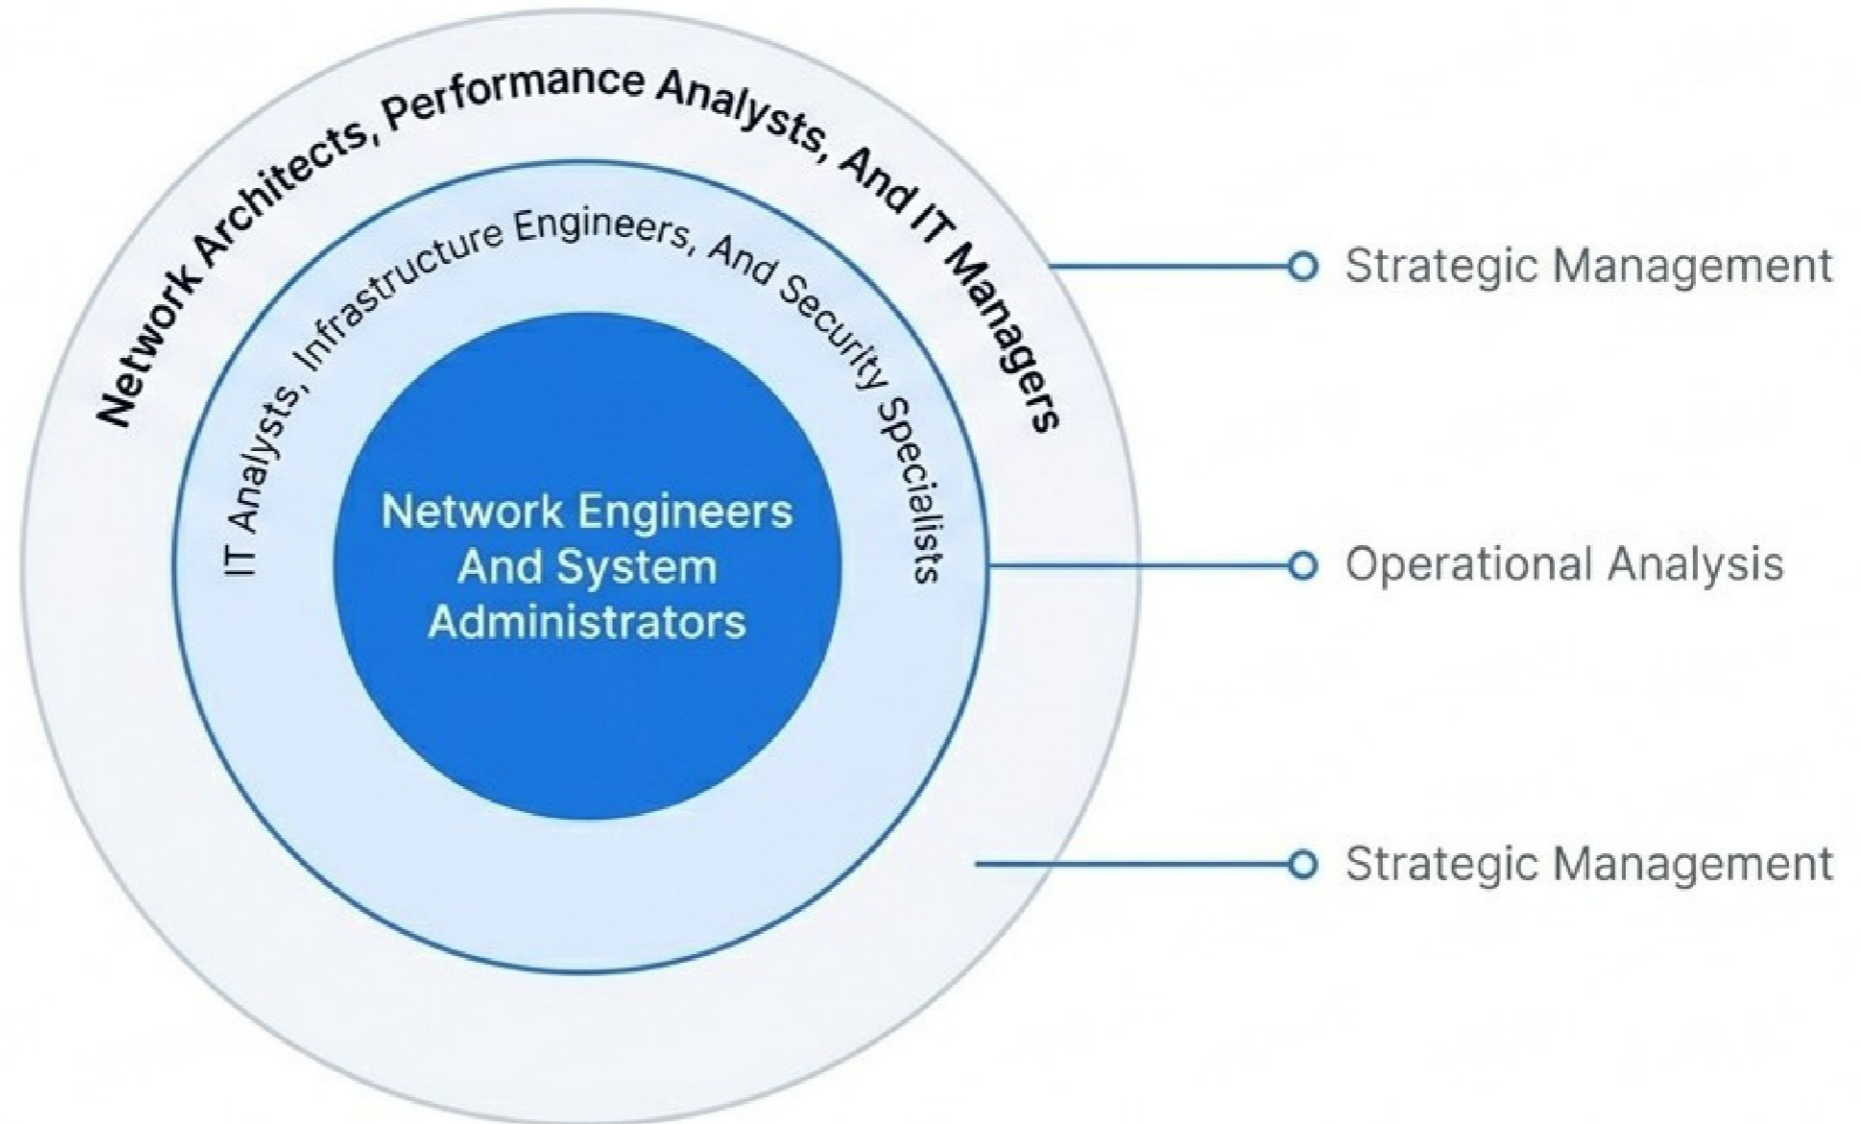 Network Architects, Performance Analysts, And IT Managers
IT Analysts, Infrastructure Engineers, And Security Specialists
Network Engineers
And System
Administrators
Strategic Management
Operational Analysis
Strategic Management